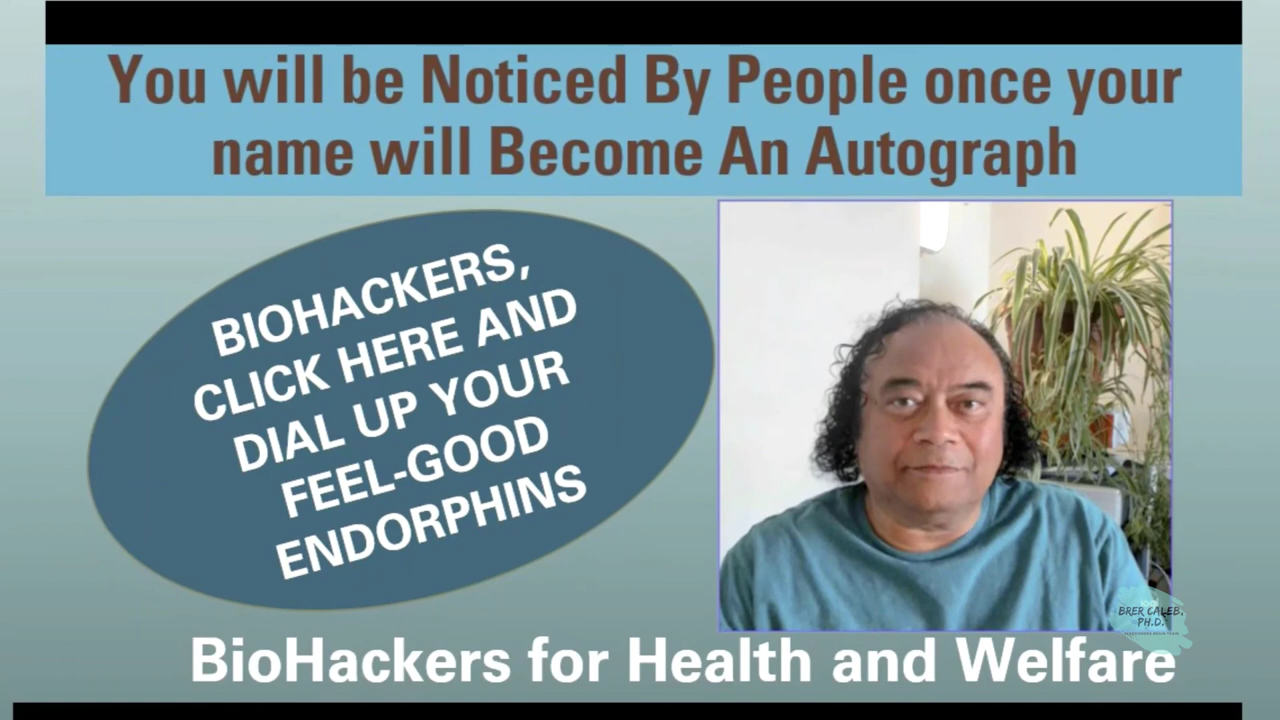 You will be Noticed By People once your
name will Become An Autograph
BIOHACKERS,
CLICK HERE AND
DIAL UP YOUR
FEEL-GOOD
ENDORPHINS
BRER CALEB,
PH.D.
BioHackers for Health and Welfare